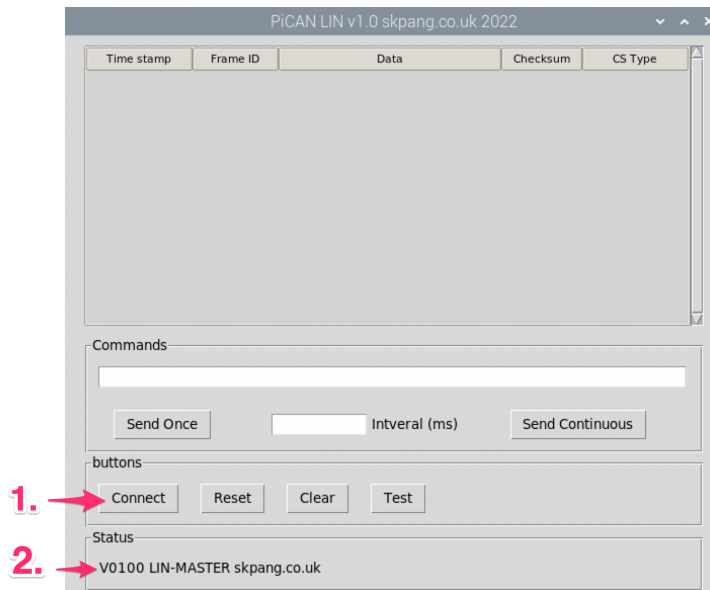 PiCAN LIN v1.0 skpang.co.uk 2022
Time stamp Frame ID Data Checksum CS Type
Commands
Send Once Intveral (ms) Send Continuous
buttons
1. Connect Reset Clear Test
Status
2. V0100 LIN-MASTER skpang.co.uk